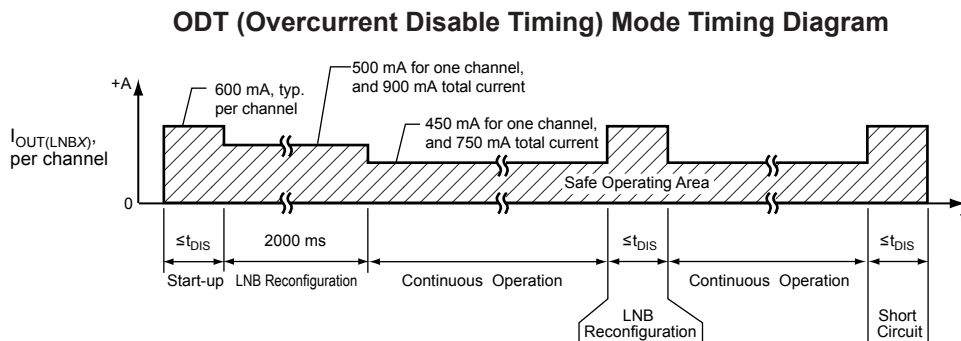 ODT (Overcurrent Disable Timing) Mode Timing Diagram
+A
600 mA, typ.
per channel
500 mA for one channel,
and 900 mA total current
450 mA for one channel,
and 750 mA total current
IOUT(LNBX),
per channel
Safe Operating Area
0
≤tDIS
2000 ms
≤tDIS
≤tDIS
Start-up
LNB Reconfiguration
Continuous Operation
Continuous Operation
LNB
Reconfiguration
Short
Circuit